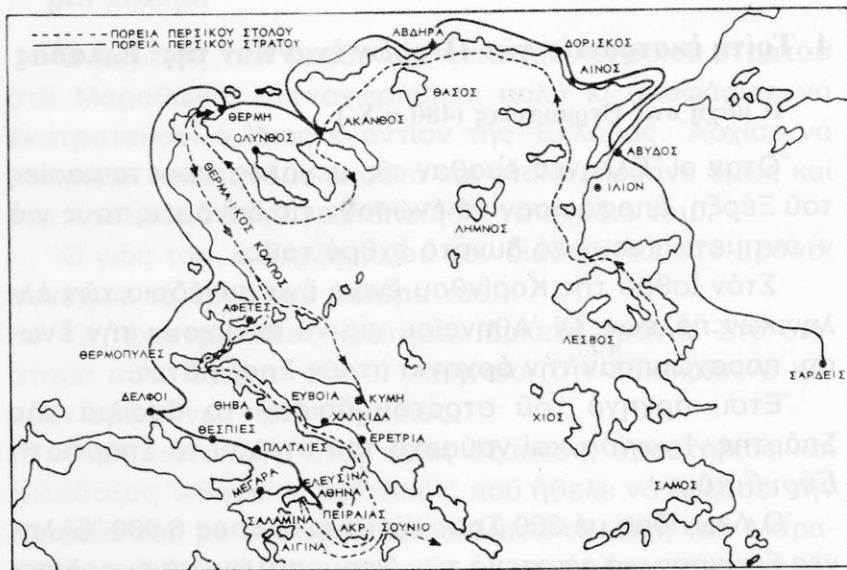 ΠΟΡΕΙΑ ΠΕΡΣΙΚΟΥ ΣΤΟΛΟΥ
ΠΟΡΕΙΑ ΠΕΡΣΙΚΟΥ ΣΤΡΑΤΟΥ
ΑΒΔΗΡΑ
ΔΟΡΙΣΚΟΣ
ΑΙΝΟΣ
ΘΑΣΟΣ
ΘΕΡΜΗ
ΑΚΑΝΘΟΣ
ΟΛΥΝΘΟΣ
ΑΒΥΔΟΣ
ΙΛΙΟΝ
ΛΗΜΝΟΣ
ΑΦΕΤΕΣ
ΛΕΣΒΟΣ
ΘΕΡΜΟΠΥΛΕΣ
ΣΑΡΔΕΙΣ
ΔΕΛΦΟΙ
ΘΗΒΑ
ΕΥΒΟΙΑ
ΚΥΜΗ
ΧΙΟΣ
ΧΑΛΚΙΔΑ
ΘΕΣΠΙΕΣ
ΠΛΑΤΑΙΕΣ
ΕΡΕΤΡΙΑ
ΜΕΓΑΡΑ
ΕΛΕΥΣΙΝΑ
ΑΘΗΝΑ
ΣΑΜΟΣ
ΣΑΛΑΜΙΝΑ
ΠΕΙΡΑΙΑΣ
ΑΚΡ. ΣΟΥΝΙΟ
ΑΙΓΙΝΑ